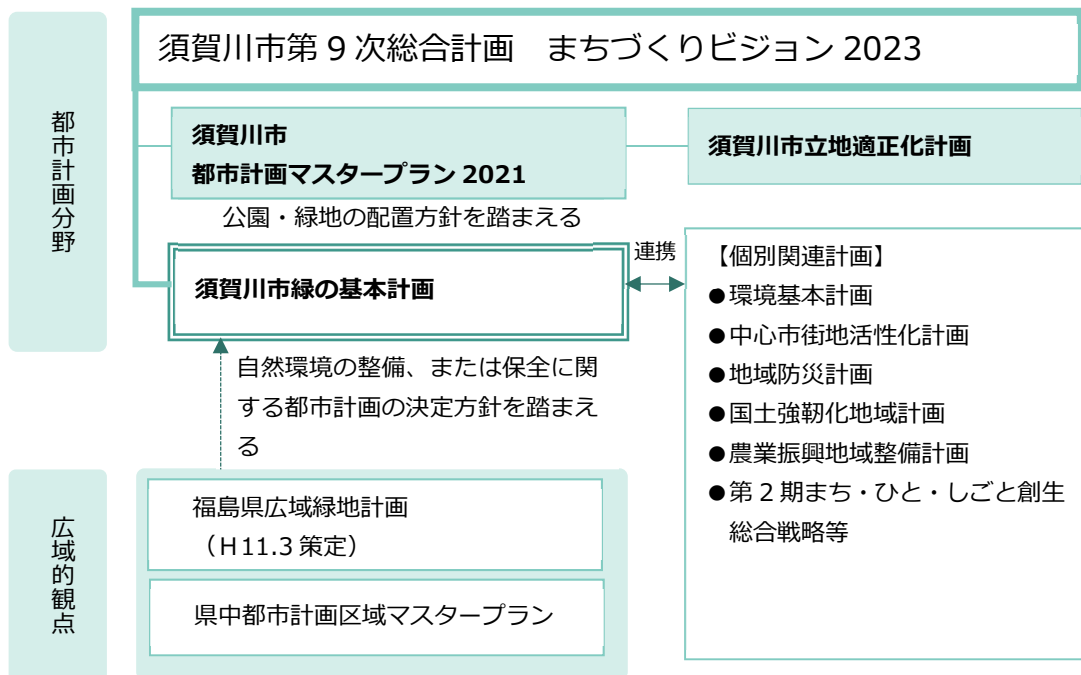 須賀川市第9次総合計画　まちづくりビジョン2023
都市計画分野
須賀川市
都市計画マスタープラン2021
須賀川市立地適正化計画
公園・緑地の配置方針を踏まえる
須賀川市緑の基本計画
連携
【個別関連計画】
●環境基本計画
●中心市街地活性化計画
●地域防災計画
●国土強靭化地域計画
●農業振興地域整備計画
●第2期まち・ひと・しごと創生
総合戦略等
自然環境の整備、または保全に関
する都市計画の決定方針を踏まえ
る
広域的観点
福島県広域緑地計画
（H11.3策定）
県中都市計画区域マスタープラン